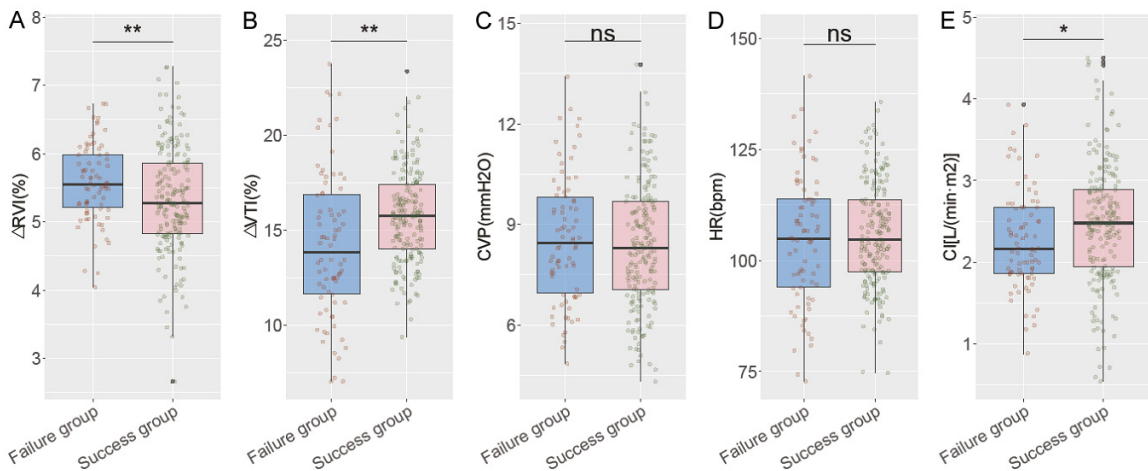 A
△RVI(%)
8
7
6
5
4
3
**
Failure group
Success group
B
△VTI(%)
25
20
15
10
**
Failure group
Success group
C
CVP(mmH2O)
15
12
9
6
ns
Failure group
Success group
D
HR(bpm)
150
125
100
75
ns
Failure group
Success group
E
CI[L/(min·m2)]
5
4
3
2
1
*
Failure group
Success group